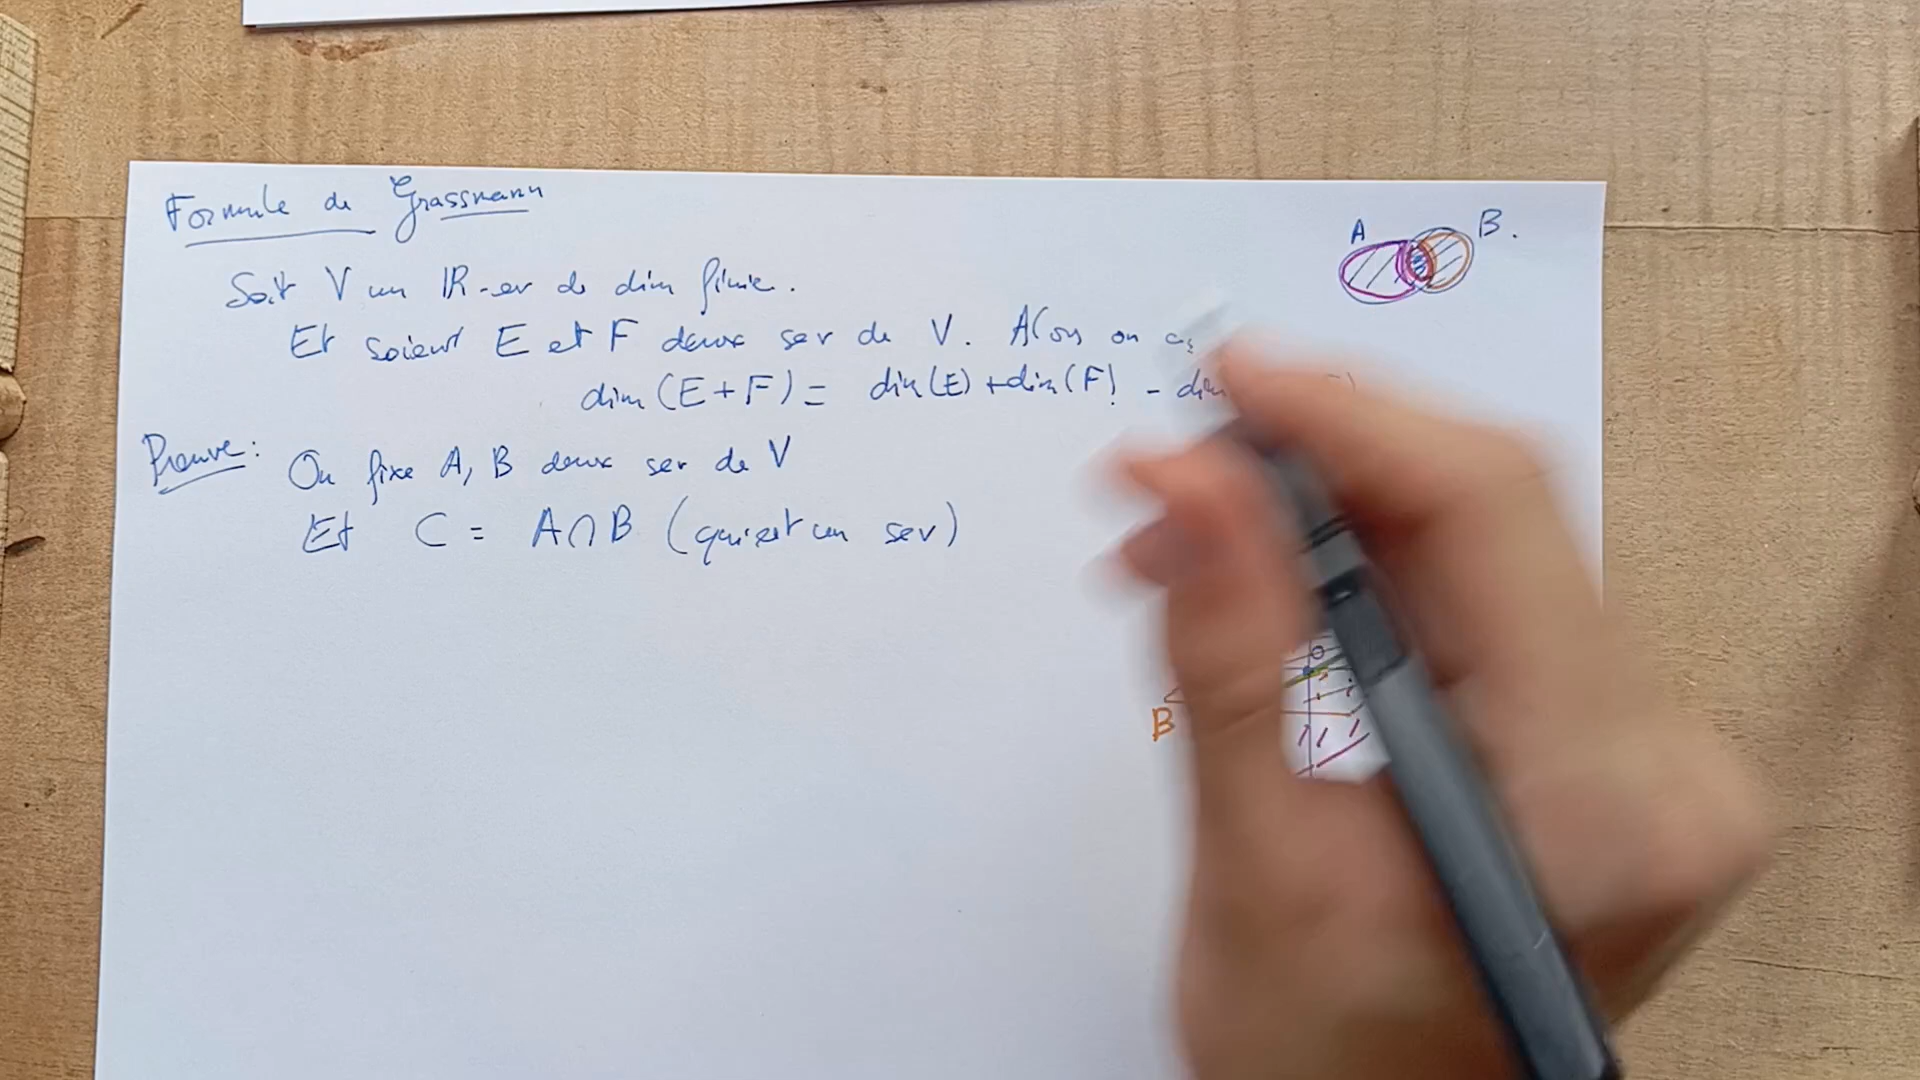 Formule de Grassmann
A B.
Soit V un IR-ev de dim finie.
Et soient E et F deux sev de V. Alors on a
dim (E+F) = dim(E) + dim(F) - dim
Preuve: On fixe A, B deux sev de V
Et C = A∩B (qui est un sev)
O
B